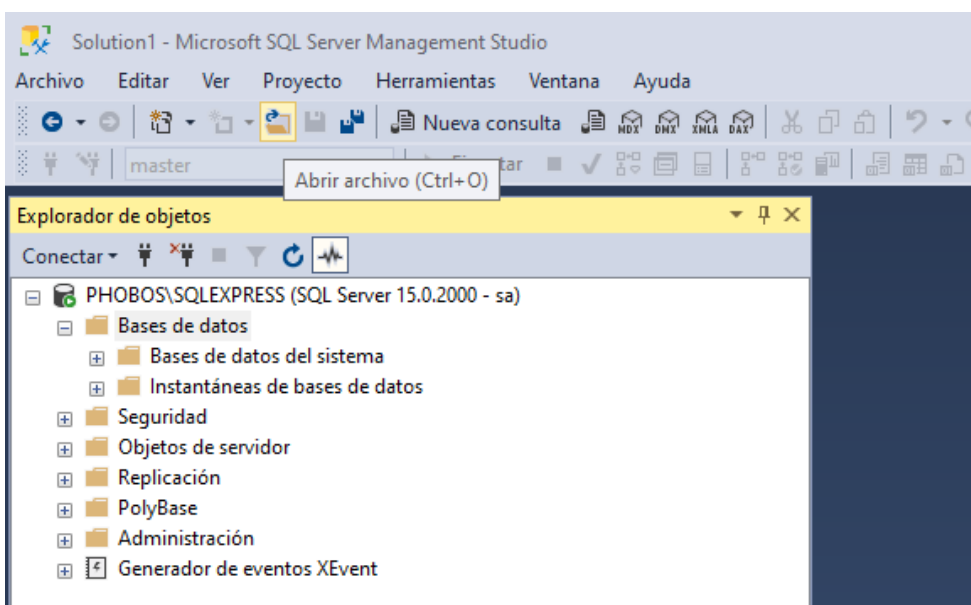 Solution1 - Microsoft SQL Server Management Studio
Archivo Editar Ver Proyecto Herramientas Ventana Ayuda
Nueva consulta MDX DMX XMLA DAX
master tar
Abrir archivo (Ctrl+O)
Explorador de objetos
Conectar
PHOBOS\SQLEXPRESS (SQL Server 15.0.2000 - sa)
Bases de datos
Bases de datos del sistema
Instantáneas de bases de datos
Seguridad
Objetos de servidor
Replicación
PolyBase
Administración
Generador de eventos XEvent